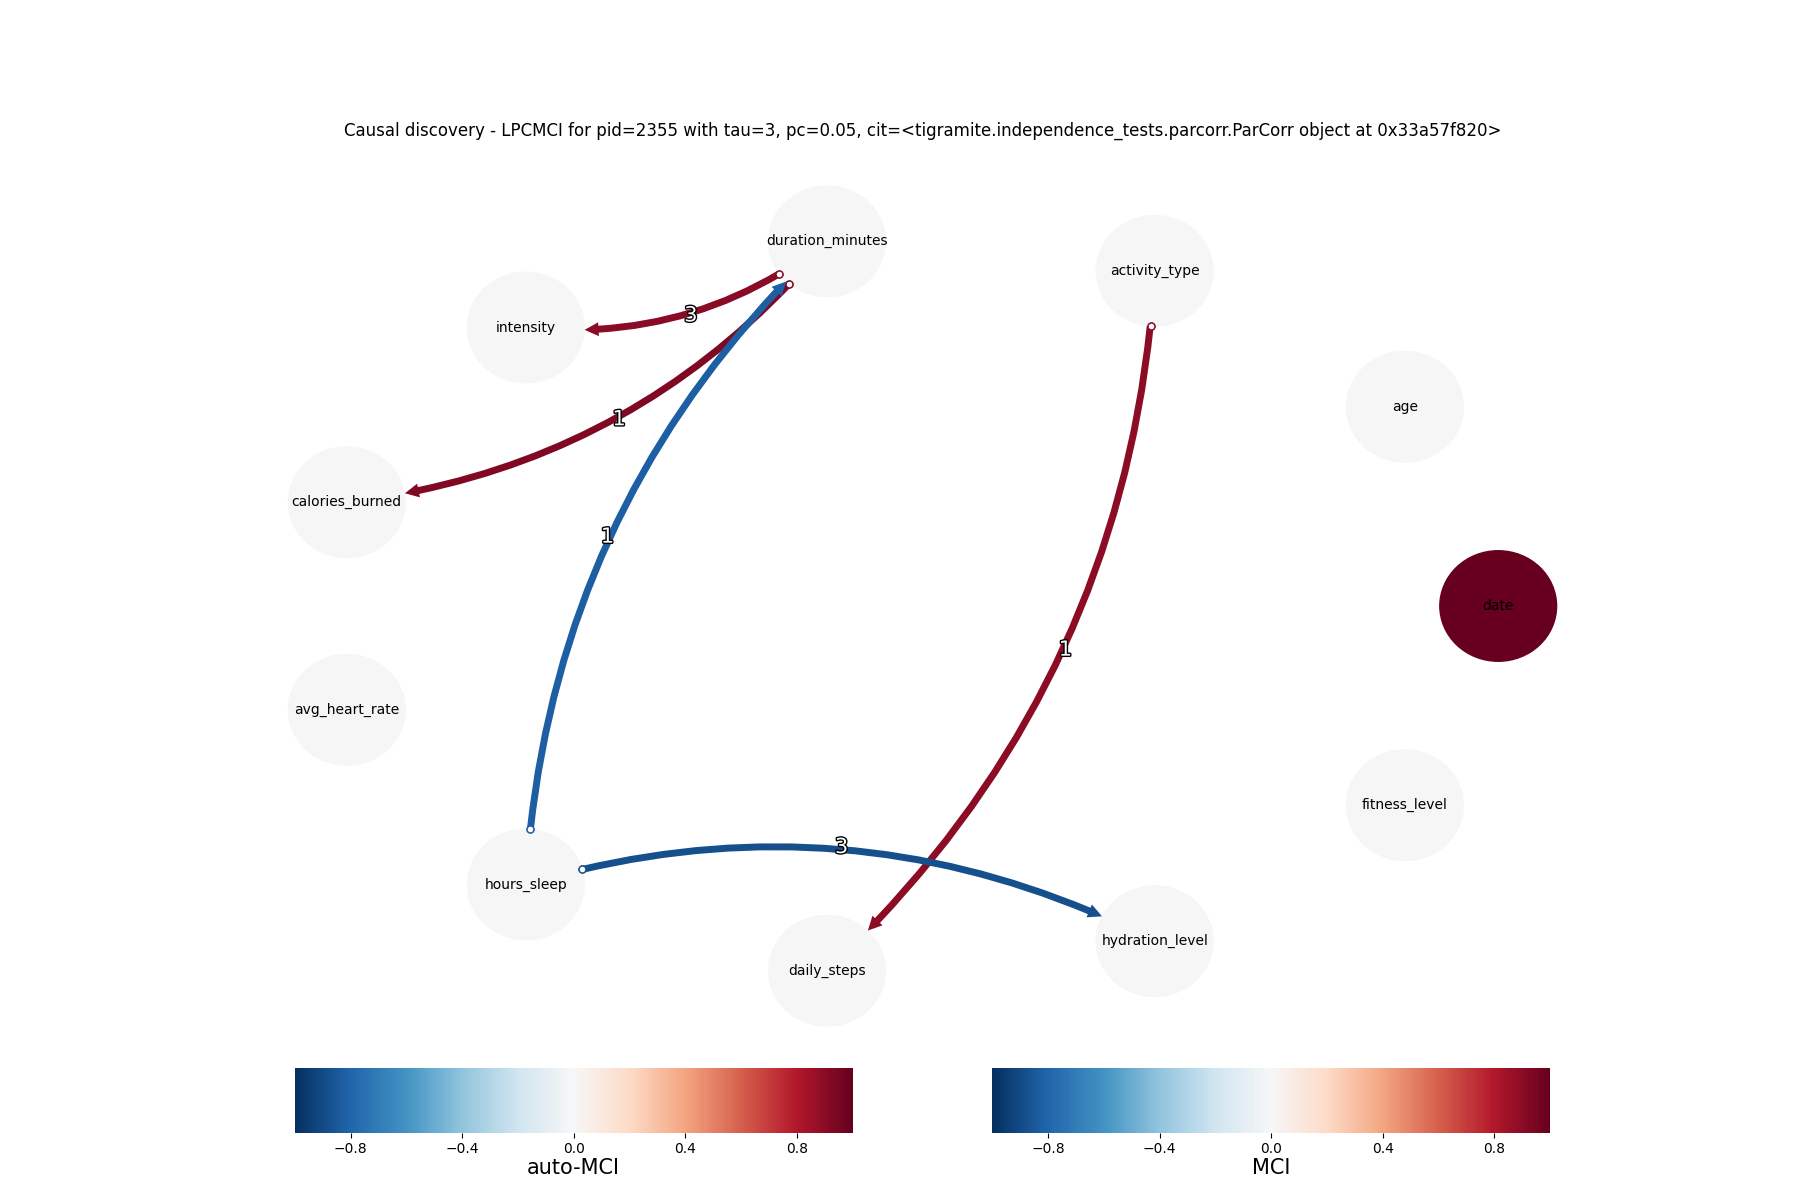 Causal discovery - LPCMCI for pid=2355 with tau=3, pc=0.05, cit=<tigramite.independence_tests.parcorr.ParCorr object at 0x33a57f820>
duration_minutes
activity_type
3
intensity
age
1
calories_burned
1
date
1
avg_heart_rate
fitness_level
3
hours_sleep
hydration_level
daily_steps
−0.8 −0.4 0.0 0.4 0.8
auto-MCI
−0.8 −0.4 0.0 0.4 0.8
MCI